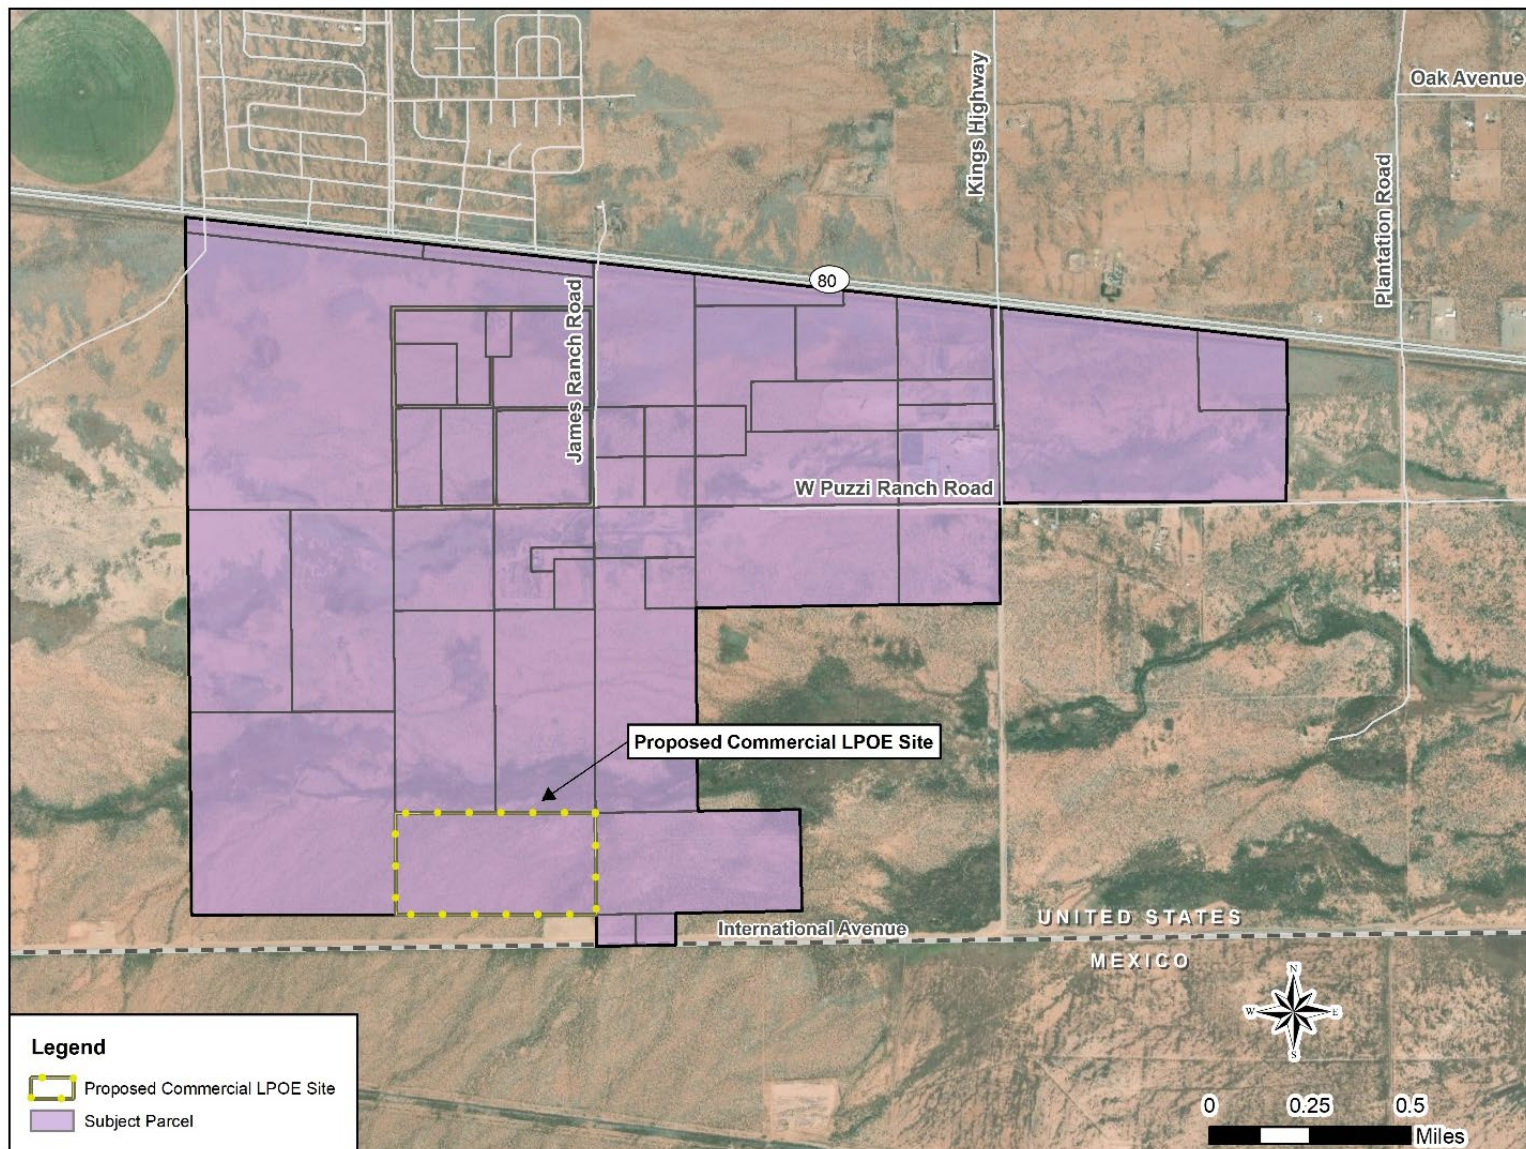 Oak Avenue
Kings Highway
Plantation Road
80
James Ranch Road
W Puzzi Ranch Road
Proposed Commercial LPOE Site
International Avenue
UNITED STATES
MEXICO
N
W E
S
Legend
Proposed Commercial LPOE Site
Subject Parcel
0 0.25 0.5
Miles